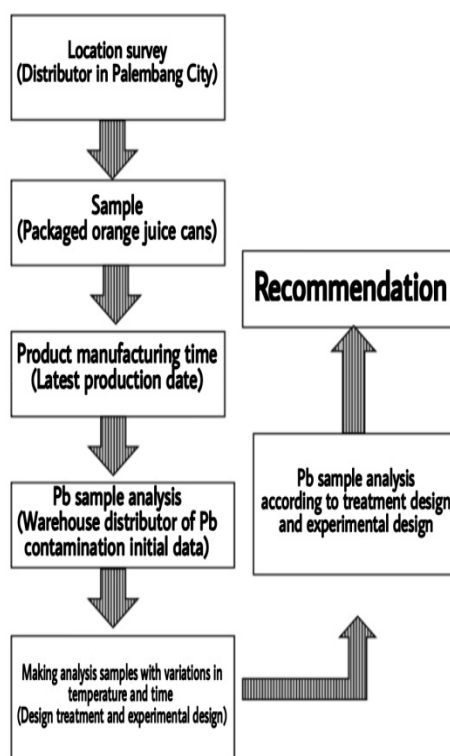 Location survey
(Distributor in Palembang City)
Sample
(Packaged orange juice cans)
Product manufacturing time
(Latest production date)
Pb sample analysis
(Warehouse distributor of Pb
contamination initial data)
Making analysis samples with variations in
temperature and time
(Design treatment and experimental design)
Pb sample analysis
according to treatment design
and experimental design
Recommendation